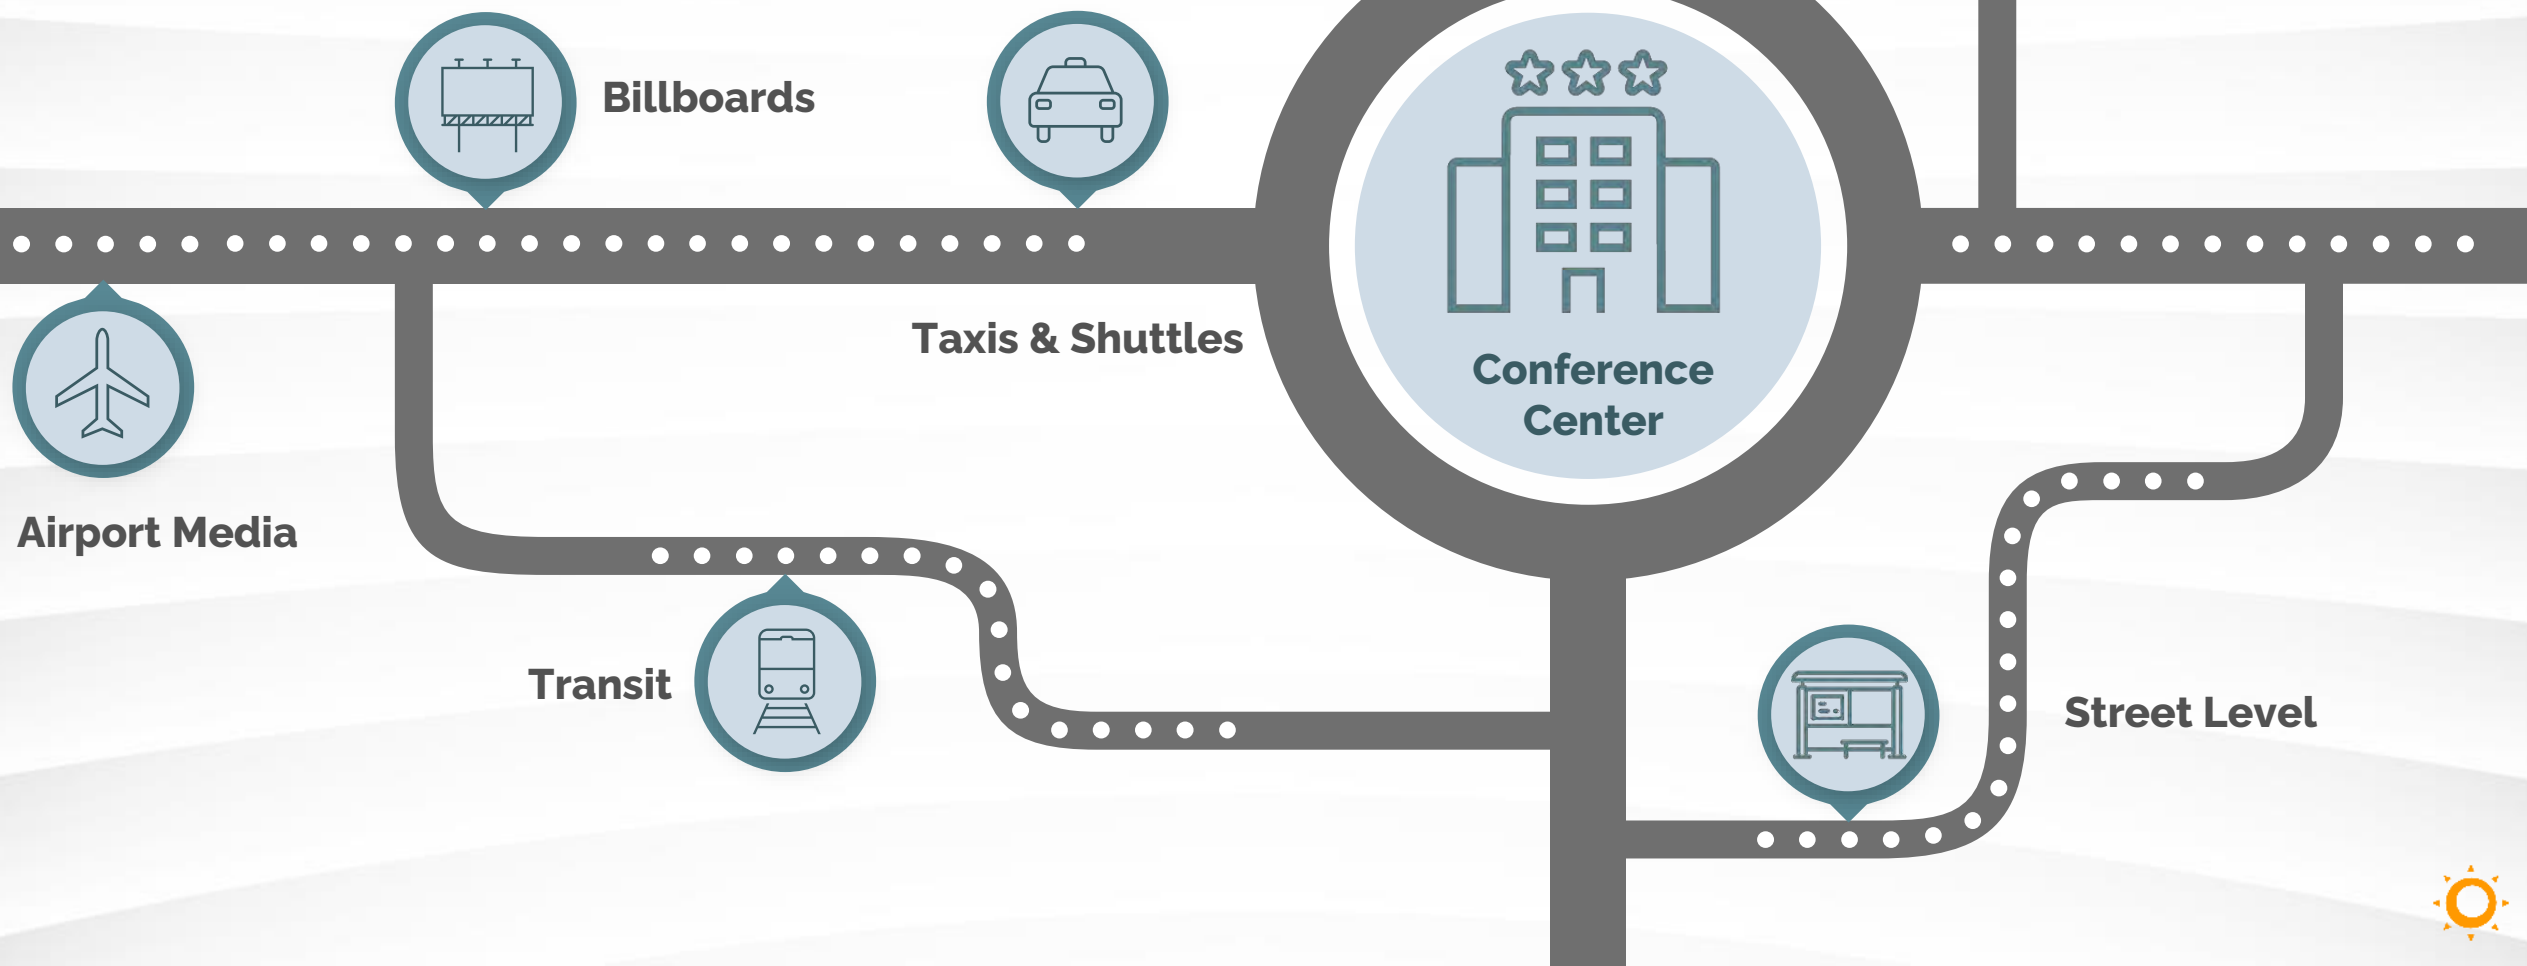 Billboards
Taxis & Shuttles
Conference
Center
Airport Media
Transit
Street Level